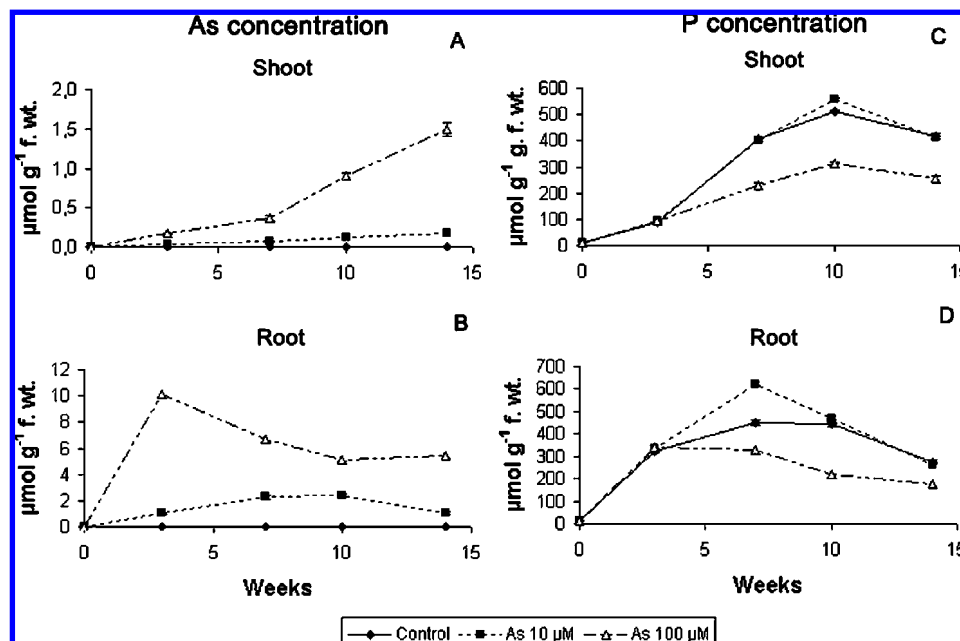 As concentration
P concentration
A
Shoot
μmol g⁻¹ f. wt.
2,0
1,5
1,0
0,5
0,0
0 5 10 15
C
Shoot
μmol g⁻¹ g. f. wt.
600
500
400
300
200
100
0
0 5 10 15
B
Root
μmol g⁻¹ f. wt.
12
10
8
6
4
2
0
0 5 10 15
Weeks
D
Root
μmol g⁻¹ f. wt.
700
600
500
400
300
200
100
0
0 5 10 15
Weeks
Control As 10 μM As 100 μM